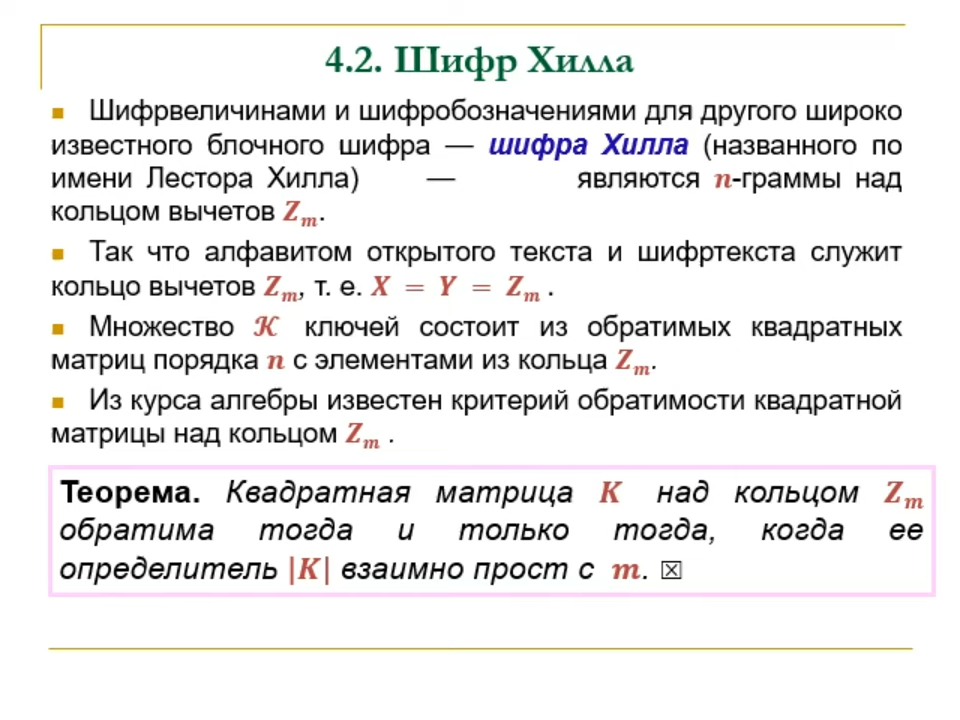 4.2. Шифр Хилла
Шифрвеличинами и шифробозначениями для другого широко
известного блочного шифра — шифра Хилла (названного по
имени Лестора Хилла) — являются n-граммы над
кольцом вычетов Zₘ.
Так что алфавитом открытого текста и шифртекста служит
кольцо вычетов Zₘ, т. е. X = Y = Zₘ .
Множество 𝒦 ключей состоит из обратимых квадратных
матриц порядка n с элементами из кольца Zₘ.
Из курса алгебры известен критерий обратимости квадратной
матрицы над кольцом Zₘ .
Теорема. Квадратная матрица K над кольцом Zₘ
обратима тогда и только тогда, когда ее
определитель |K| взаимно прост с m. ☒